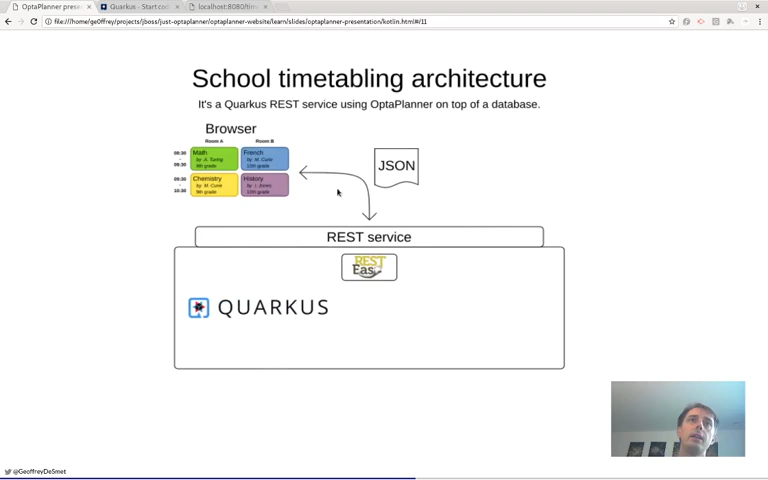 OptaPlanner presen
Quarkus - Start co
localhost:8080/tim
file:///home/ge0ffrey/projects/jboss/just-optaplanner/optaplanner-website/learn/slides/optaplanner-presentation/kotlin.html#/11
School timetabling architecture
It's a Quarkus REST service using OptaPlanner on top of a database.
Browser
Room A Room B
08:30 - 09:30
Math by A. Turing 9th grade
French by M. Curie 10th grade
09:30 - 10:30
Chemistry by M. Curie 9th grade
History by I. Jones 10th grade
JSON
REST service
REST Easy
QUARKUS
@GeoffreyDeSmet